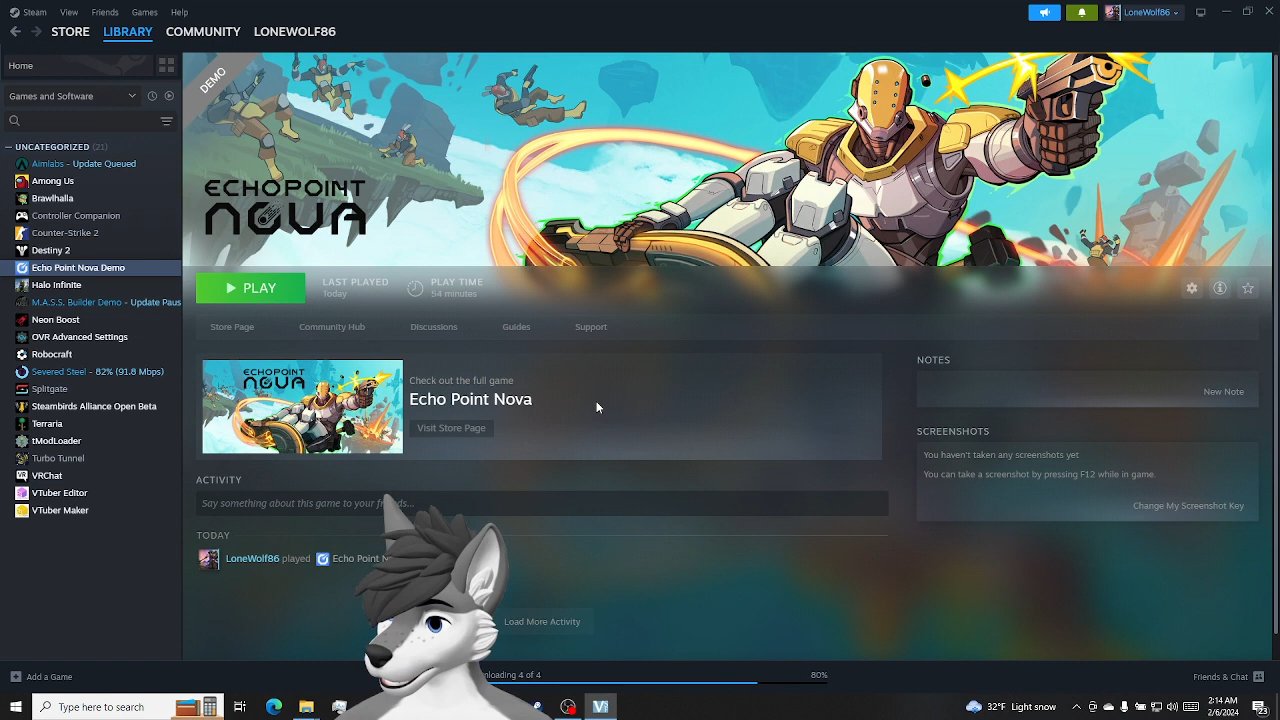 Steam View Friends Games Help
LoneWolf86
STORE LIBRARY COMMUNITY LONEWOLF86
Home
DEMO
Games and Software
UNCATEGORIZED (21)
Aimlabs - Update Queued
Among Us
Brawlhalla
Controller Companion
Counter-Strike 2
Destiny 2
Echo Point Nova Demo
M.A.S.S. Builder Demo - Update Paus
Neon Boost
OVR Advanced Settings
Robocraft
Severed Steel - 82% (91.8 Mbps)
Splitgate
Steambirds Alliance Open Beta
Terraria
tModLoader
Turbo Tunnel
VRChat
VTuber Editor
VTuber Maker
ECHOPOINT
NOVA
PLAY
LAST PLAYED
Today
PLAY TIME
54 minutes
Store Page Community Hub Discussions Guides Support
ECHOPOINT
NOVA
Check out the full game
Echo Point Nova
Visit Store Page
NOTES
New Note
SCREENSHOTS
You haven't taken any screenshots yet
You can take a screenshot by pressing F12 while in game.
Change My Screenshot Key
ACTIVITY
Say something about this game to your friends...
TODAY
LoneWolf86 played Echo Point N
Load More Activity
Add a Game
nloading 4 of 4
80%
Friends & Chat
Type here to search
32°F Light snow
2:14 AM
2/6/2024